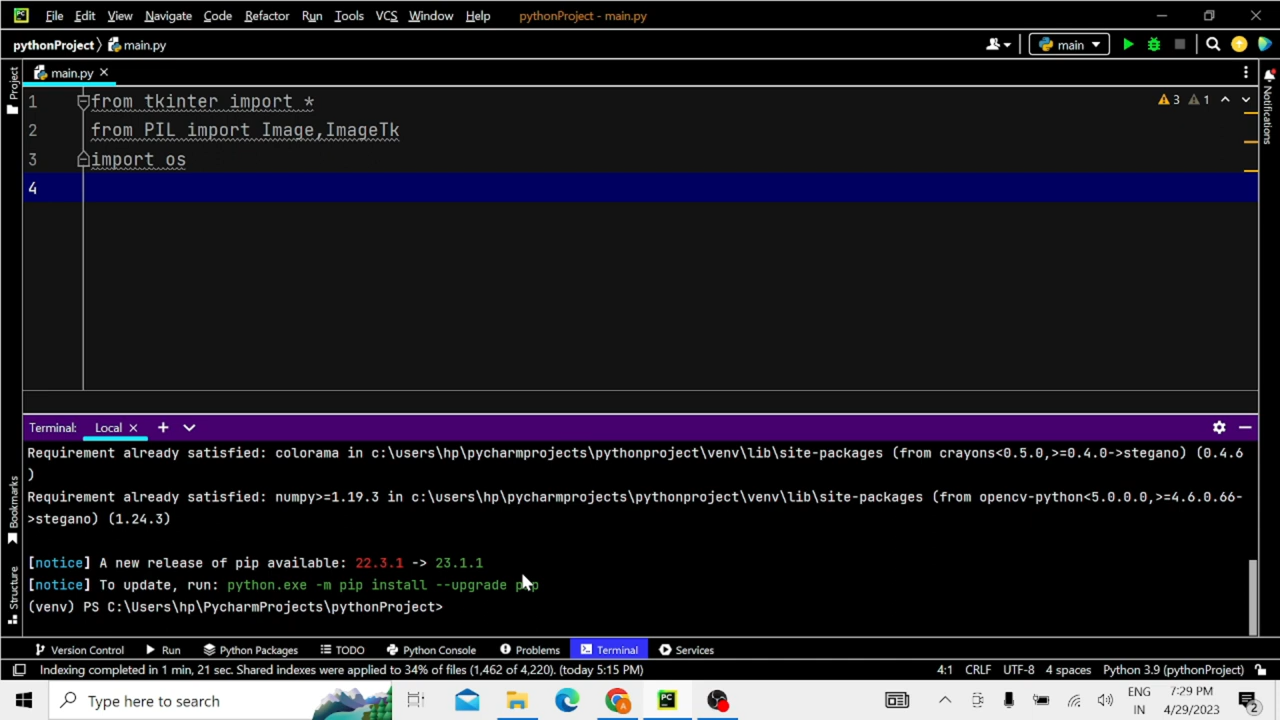 PC File Edit View Navigate Code Refactor Run Tools VCS Window Help pythonProject - main.py
pythonProject main.py main
Project main.py Notifications
1 from tkinter import * 3 1
2 from PIL import Image,ImageTk
3 import os
4
Terminal: Local
Requirement already satisfied: colorama in c:\users\hp\pycharmprojects\pythonproject\venv\lib\site-packages (from crayons<0.5.0,>=0.4.0->stegano) (0.4.6
)
Requirement already satisfied: numpy>=1.19.3 in c:\users\hp\pycharmprojects\pythonproject\venv\lib\site-packages (from opencv-python<5.0.0.0,>=4.6.0.66-
>stegano) (1.24.3)
[notice] A new release of pip available: 22.3.1 -> 23.1.1
[notice] To update, run: python.exe -m pip install --upgrade pip
(venv) PS C:\Users\hp\PycharmProjects\pythonProject>
Bookmarks
Structure
Version Control Run Python Packages TODO Python Console Problems Terminal Services
Indexing completed in 1 min, 21 sec. Shared indexes were applied to 34% of files (1,462 of 4,220). (today 5:15 PM) 4:1 CRLF UTF-8 4 spaces Python 3.9 (pythonProject)
Type here to search PC A ENG 7:29 PM
IN 4/29/2023 2